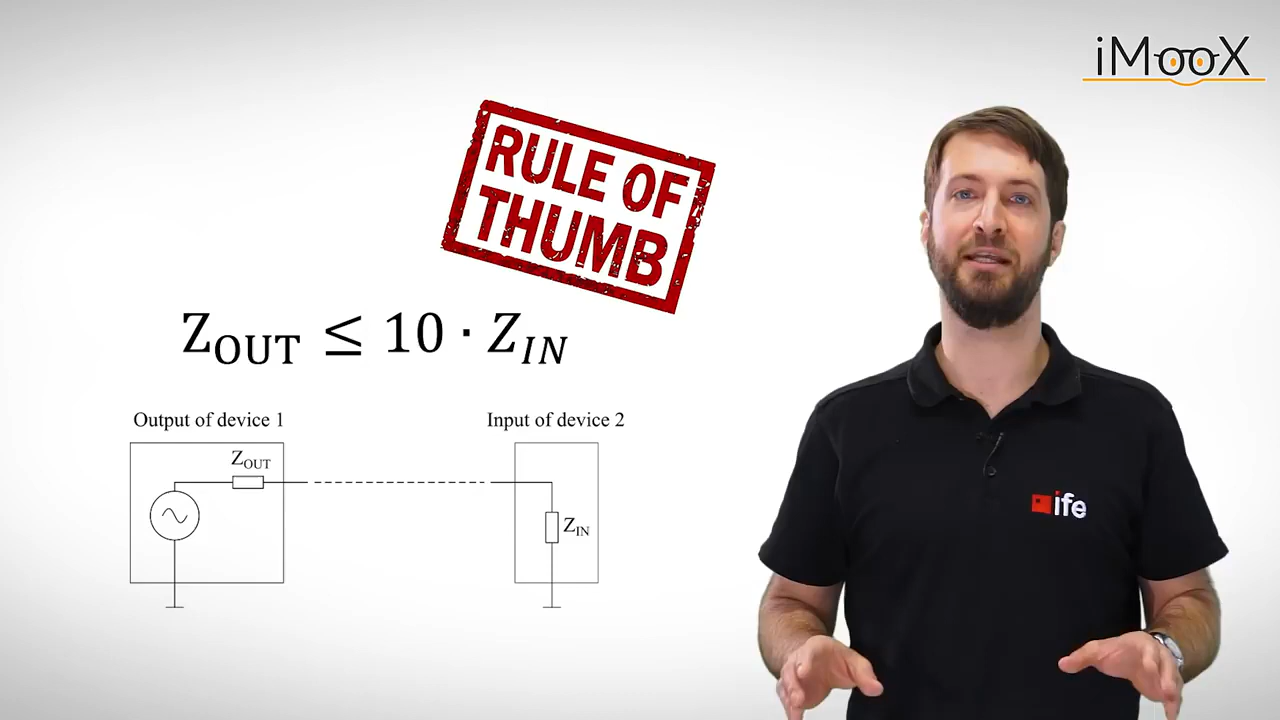 iMooX
RULE OF
THUMB
Z_OUT ≤ 10 · Z_IN
Output of device 1
Input of device 2
Z_OUT
Z_IN
ife